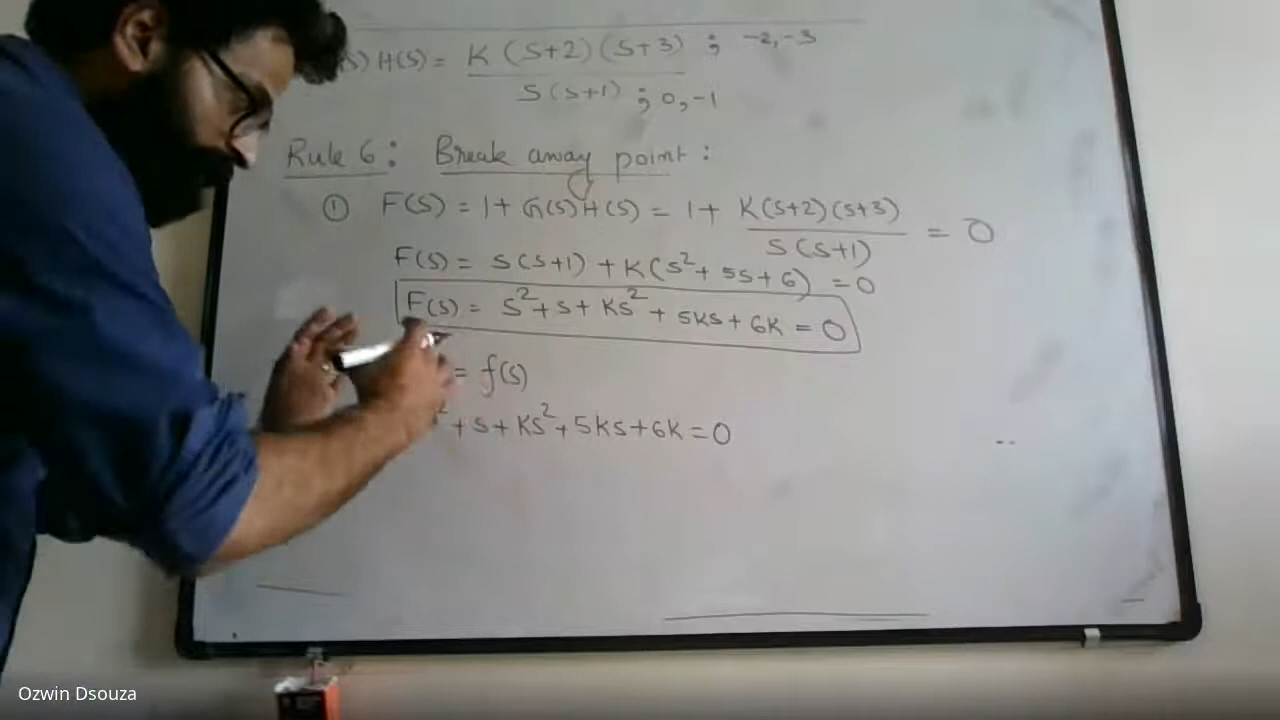 s) H(s) = K (s+2) (s+3) ; -2, -3
s(s+1) ; 0, -1
Rule 6: Break away point:
① F(s) = 1 + G(s)H(s) = 1 + K(s+2)(s+3) = 0
s(s+1)
F(s) = s(s+1) + K(s² + 5s + 6) = 0
F(s) = s² + s + Ks² + 5Ks + 6K = 0
= f(s)
² + s + Ks² + 5Ks + 6K = 0
Ozwin Dsouza